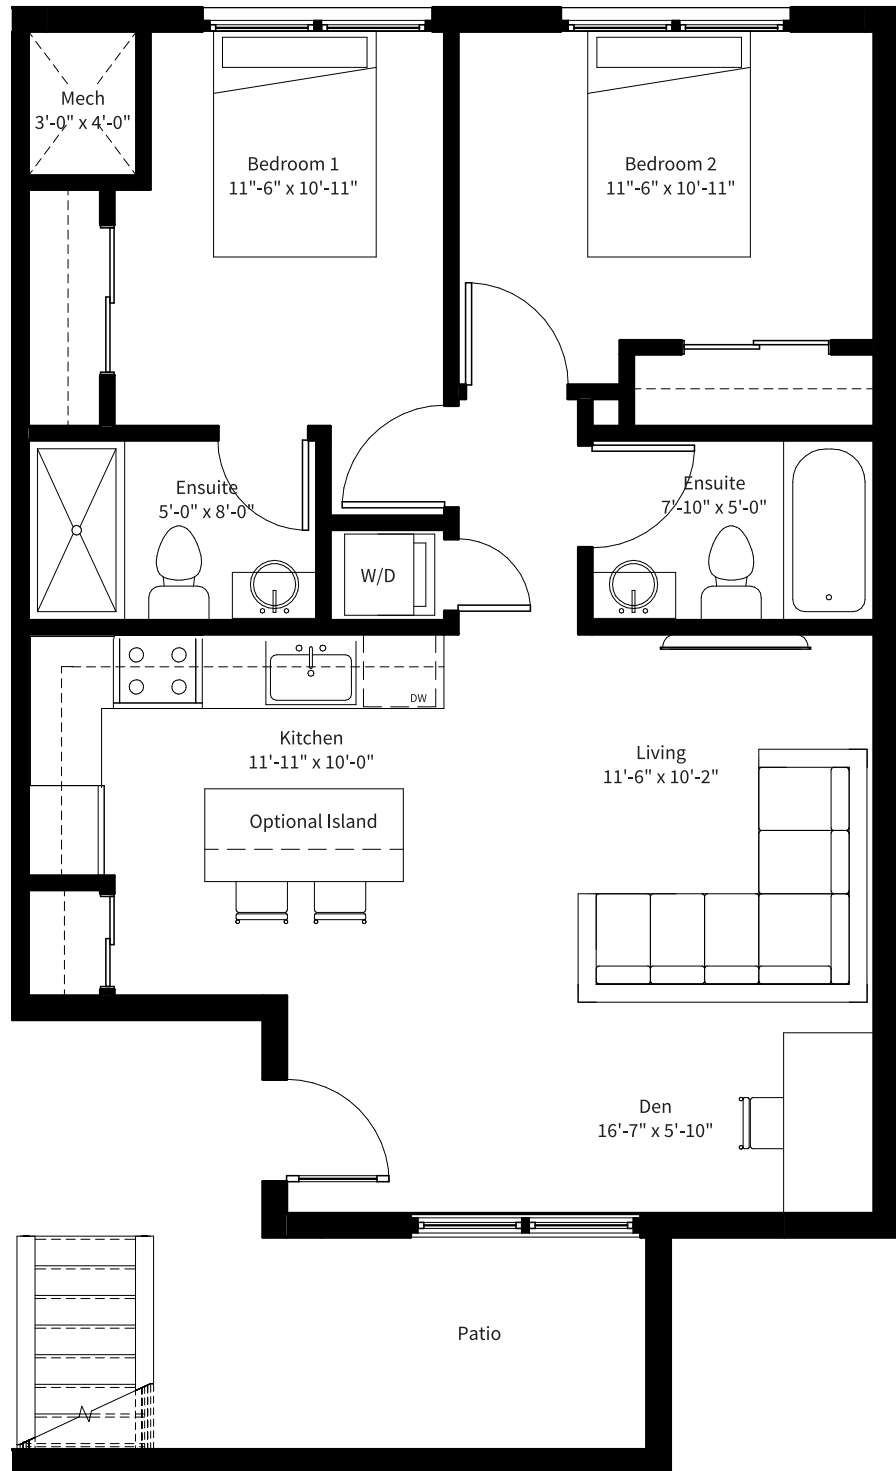 Mech
3'-0" x 4'-0"
Bedroom 1
11"-6" x 10'-11"
Bedroom 2
11"-6" x 10'-11"
Ensuite
5'-0" x 8'-0"
Ensuite
7'-10" x 5'-0"
W/D
DW
Kitchen
11'-11" x 10'-0"
Living
11'-6" x 10'-2"
Optional Island
Den
16'-7" x 5'-10"
Patio